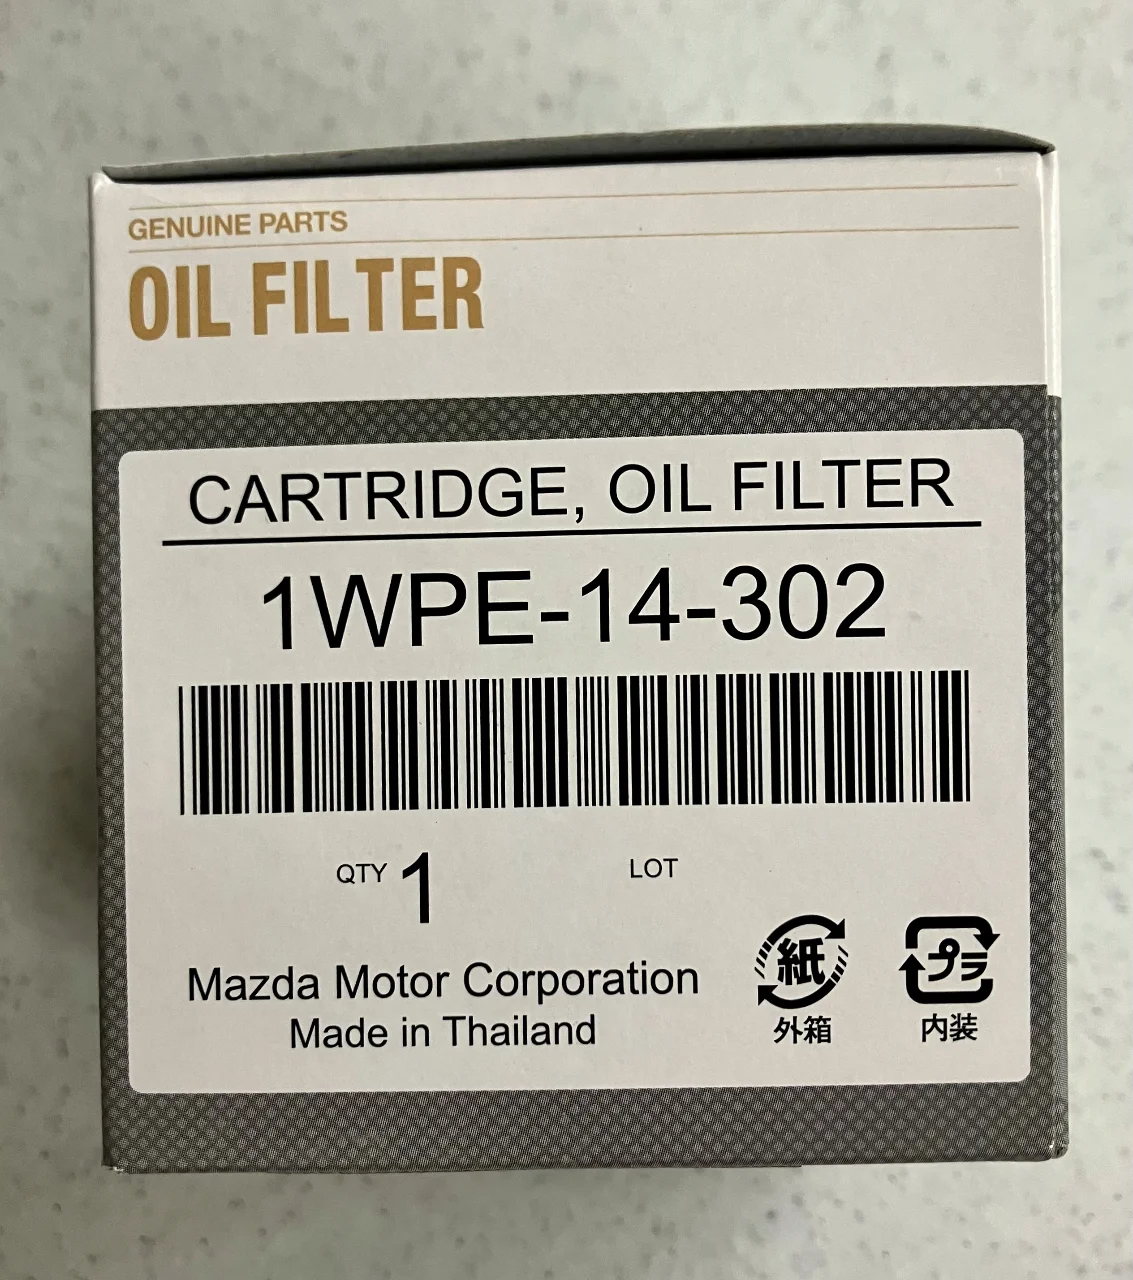 GENUINE PARTS
OIL FILTER
CARTRIDGE, OIL FILTER
1WPE-14-302
QTY 1 LOT
Mazda Motor Corporation
Made in Thailand
紙
外箱
プラ
内装